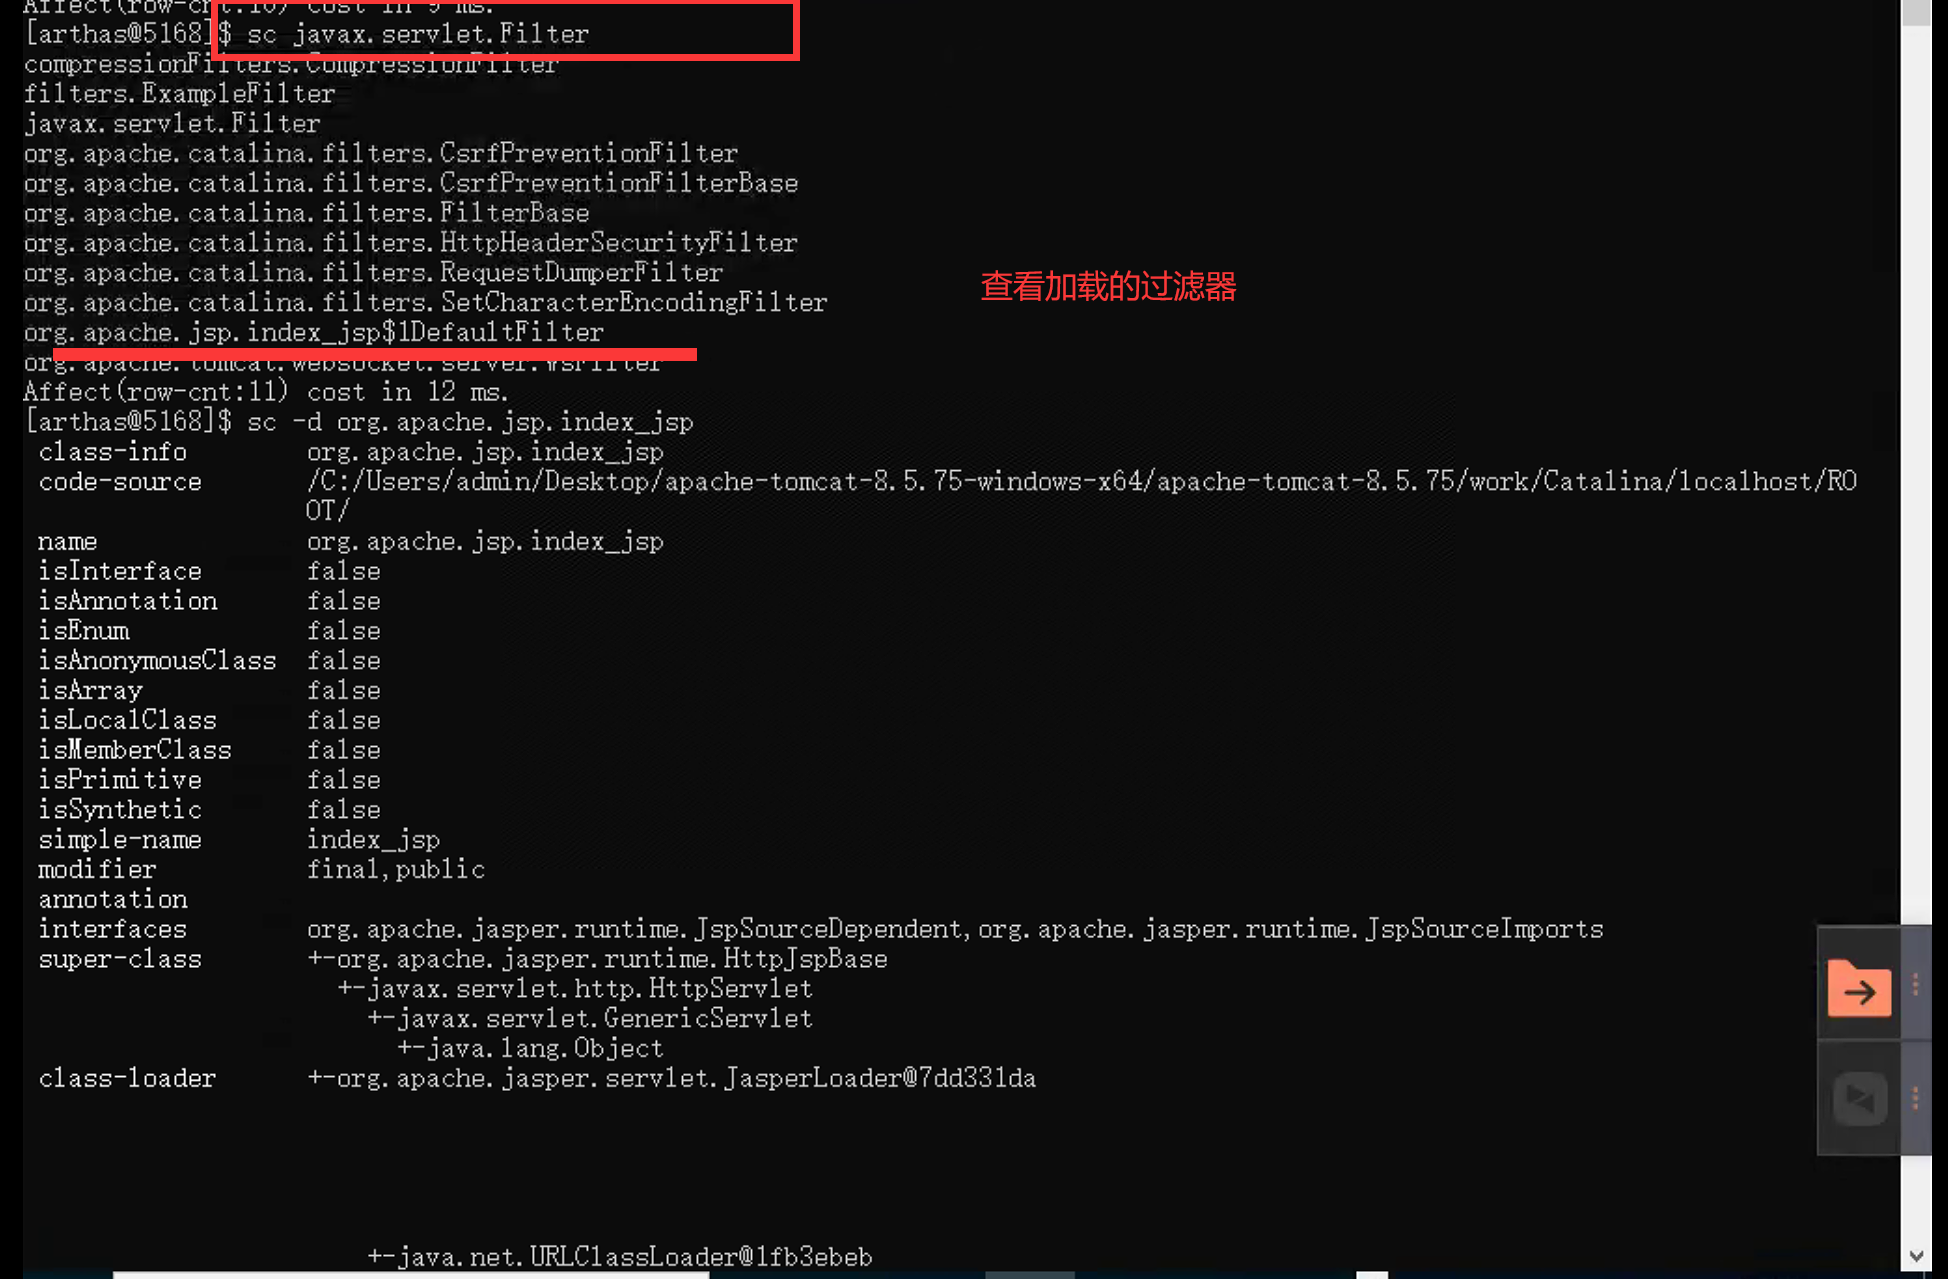 Affect(row-cnt:10) cost in 9 ms.
[arthas@5168]$ sc javax.servlet.Filter
compressionFilters.CompressionFilter
filters.ExampleFilter
javax.servlet.Filter
org.apache.catalina.filters.CsrfPreventionFilter
org.apache.catalina.filters.CsrfPreventionFilterBase
org.apache.catalina.filters.FilterBase
org.apache.catalina.filters.HttpHeaderSecurityFilter
org.apache.catalina.filters.RequestDumperFilter
查看加载的过滤器
org.apache.catalina.filters.SetCharacterEncodingFilter
org.apache.jsp.index_jsp$1DefaultFilter
org.apache.tomcat.websocket.server.WsFilter
Affect(row-cnt:11) cost in 12 ms.
[arthas@5168]$ sc -d org.apache.jsp.index_jsp
class-info org.apache.jsp.index_jsp
code-source /C:/Users/admin/Desktop/apache-tomcat-8.5.75-windows-x64/apache-tomcat-8.5.75/work/Catalina/localhost/RO
OT/
name org.apache.jsp.index_jsp
isInterface false
isAnnotation false
isEnum false
isAnonymousClass false
isArray false
isLocalClass false
isMemberClass false
isPrimitive false
isSynthetic false
simple-name index_jsp
modifier final,public
annotation
interfaces org.apache.jasper.runtime.JspSourceDependent,org.apache.jasper.runtime.JspSourceImports
super-class +-org.apache.jasper.runtime.HttpJspBase
+-javax.servlet.http.HttpServlet
+-javax.servlet.GenericServlet
+-java.lang.Object
class-loader +-org.apache.jasper.servlet.JasperLoader@7dd331da
+-java.net.URLClassLoader@1fb3ebeb